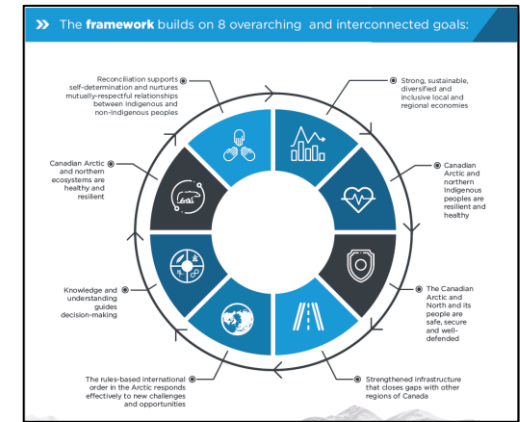 The framework builds on 8 overarching and interconnected goals:
Reconciliation supports
self-determination and nurtures
mutually-respectful relationships
between Indigenous and
non-indigenous peoples
Strong, sustainable,
diversified and
inclusive local and
regional economies
Canadian
Arctic and
northern
Indigenous
peoples are
resilient and
healthy
The Canadian
Arctic and
North and its
people are
safe, secure
and well-
defended
Strengthened infrastructure
that closes gaps with other
regions of Canada
The rules-based international
order in the Arctic responds
effectively to new challenges
and opportunities
Knowledge and
understanding
guides
decision-making
Canadian Arctic
and northern
ecosystems are
healthy and
resilient